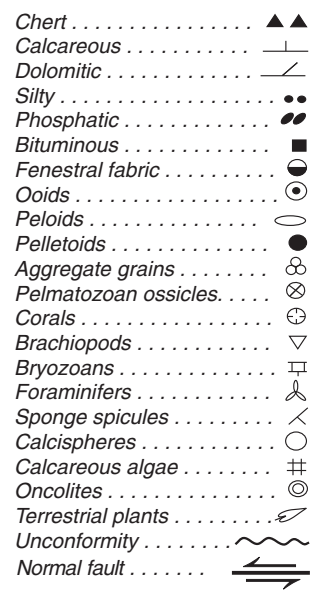 Chert . . . . . . . . . . . . . . . .
Calcareous . . . . . . . . . . .
Dolomitic . . . . . . . . . . . .
Silty . . . . . . . . . . . . . . . . . .
Phosphatic . . . . . . . . . . . .
Bituminous . . . . . . . . . . . .
Fenestral fabric . . . . . . . . .
Ooids . . . . . . . . . . . . . . . . .
Peloids . . . . . . . . . . . . . . .
Pelletoids . . . . . . . . . . . . .
Aggregate grains . . . . . . . .
Pelmatozoan ossicles. . . . .
Corals . . . . . . . . . . . . . . . .
Brachiopods . . . . . . . . . . . .
Bryozoans . . . . . . . . . . . . .
Foraminifers . . . . . . . . . . .
Sponge spicules . . . . . . . . .
Calcispheres . . . . . . . . . . .
Calcareous algae . . . . . . . .
Oncolites . . . . . . . . . . . . . .
Terrestrial plants . . . . . . . . .
Unconformity . . . . . . . .
Normal fault . . . . . . .